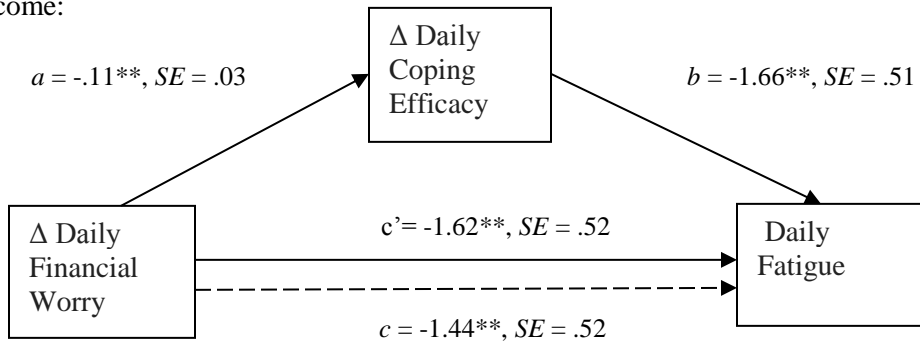 come:
Δ Daily
Coping
Efficacy
a = -.11**, SE = .03
b = -1.66**, SE = .51
Δ Daily
Financial
Worry
c’= -1.62**, SE = .52
Daily
Fatigue
c = -1.44**, SE = .52